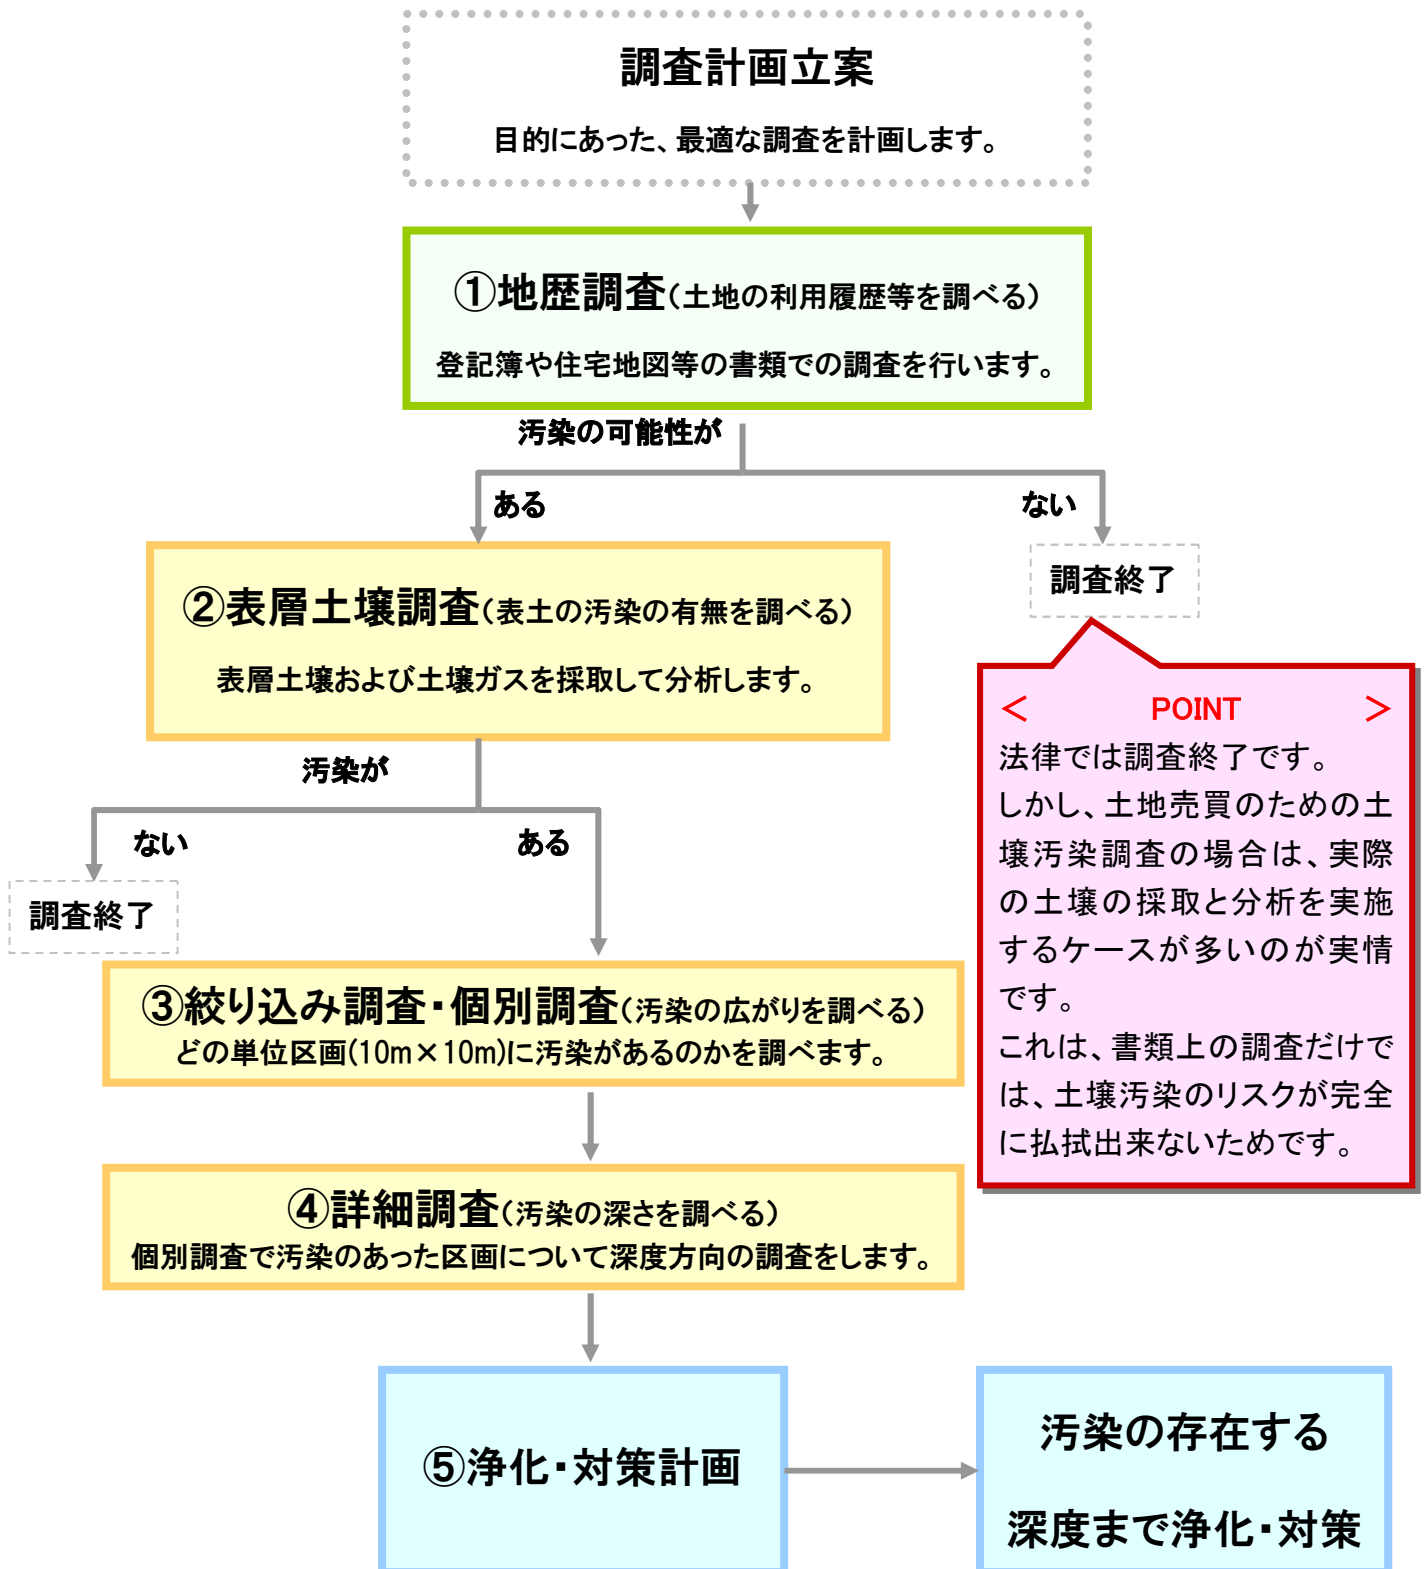 調査計画立案
目的にあった、最適な調査を計画します。
①地歴調査(土地の利用履歴等を調べる)
登記簿や住宅地図等の書類での調査を行います。
汚染の可能性が
ある
ない
②表層土壌調査(表土の汚染の有無を調べる)
表層土壌および土壌ガスを採取して分析します。
調査終了
＜ POINT ＞
法律では調査終了です。
しかし、土地売買のための土
壌汚染調査の場合は、実際
の土壌の採取と分析を実施
するケースが多いのが実情
です。
これは、書類上の調査だけで
は、土壌汚染のリスクが完全
に払拭出来ないためです。
汚染が
ない
ある
調査終了
③絞り込み調査・個別調査(汚染の広がりを調べる)
どの単位区画(10m×10m)に汚染があるのかを調べます。
④詳細調査(汚染の深さを調べる)
個別調査で汚染のあった区画について深度方向の調査をします。
⑤浄化・対策計画
汚染の存在する
深度まで浄化・対策